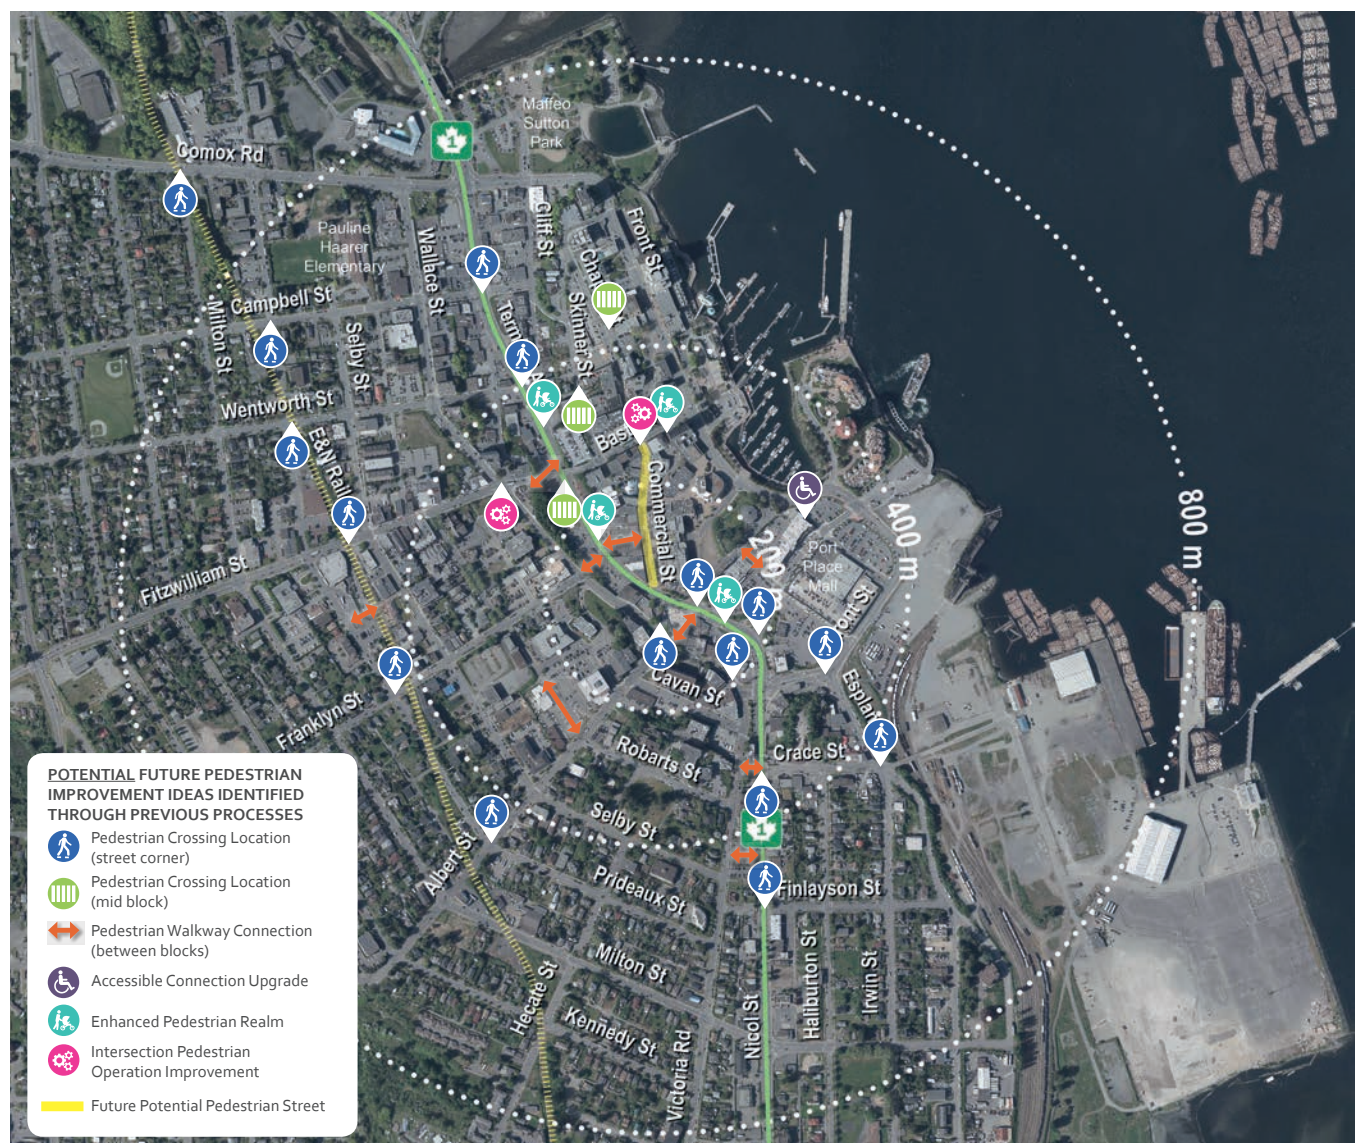 Maffeo
Sutton
Park
1
Comox Rd
Pauline
Haarer
Elementary
Wallace St
Cliff St
Front St
Skinner St
Campbell St
Milton St
Selby St
Wentworth St
E&N Rail
Commercial St
Fitzwilliam St
200 m
400 m
800 m
Port
Place
Mall
Franklyn St
Cavan St
Robarts St
Crace St
Selby St
1
Albert St
Prideaux St
Finlayson St
Milton St
Hecate St
Kennedy St
Victoria Rd
Nicol St
Haliburton St
Irwin St
POTENTIAL FUTURE PEDESTRIAN
IMPROVEMENT IDEAS IDENTIFIED
THROUGH PREVIOUS PROCESSES
Pedestrian Crossing Location
(street corner)
Pedestrian Crossing Location
(mid block)
Pedestrian Walkway Connection
(between blocks)
Accessible Connection Upgrade
Enhanced Pedestrian Realm
Intersection Pedestrian
Operation Improvement
Future Potential Pedestrian Street